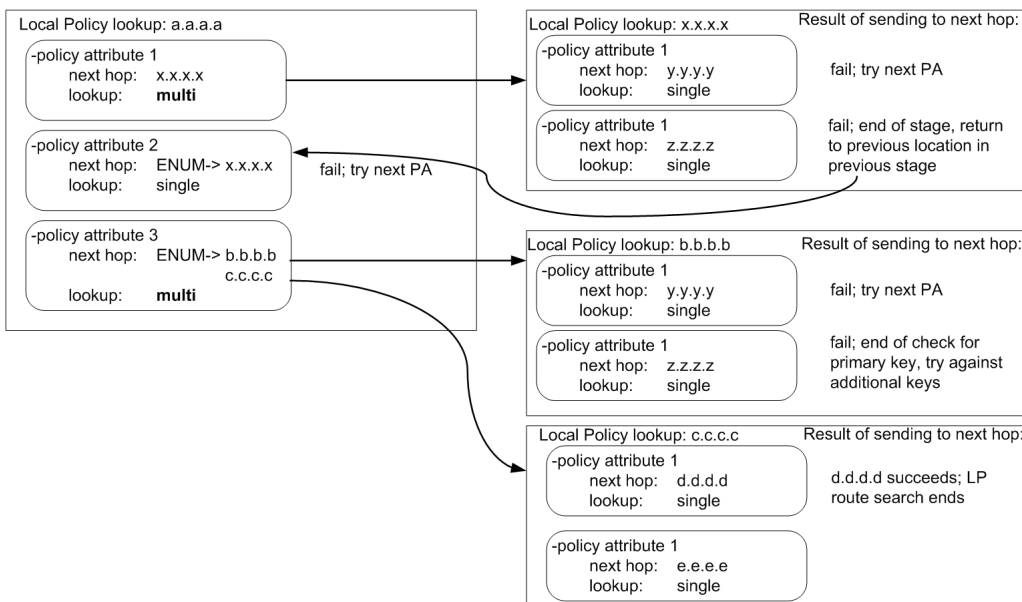 Local Policy lookup: a.a.a.a
-policy attribute 1
next hop: x.x.x.x
lookup: multi
-policy attribute 2
next hop: ENUM-> x.x.x.x
lookup: single
-policy attribute 3
next hop: ENUM-> b.b.b.b
c.c.c.c
lookup: multi
fail; try next PA
Local Policy lookup: x.x.x.x
Result of sending to next hop:
-policy attribute 1
next hop: y.y.y.y
lookup: single
fail; try next PA
-policy attribute 1
next hop: z.z.z.z
lookup: single
fail; end of stage, return
to previous location in
previous stage
Local Policy lookup: b.b.b.b
Result of sending to next hop:
-policy attribute 1
next hop: y.y.y.y
lookup: single
fail; try next PA
-policy attribute 1
next hop: z.z.z.z
lookup: single
fail; end of check for
primary key, try against
additional keys
Local Policy lookup: c.c.c.c
Result of sending to next hop:
-policy attribute 1
next hop: d.d.d.d
lookup: single
d.d.d.d succeeds; LP
route search ends
-policy attribute 1
next hop: e.e.e.e
lookup: single